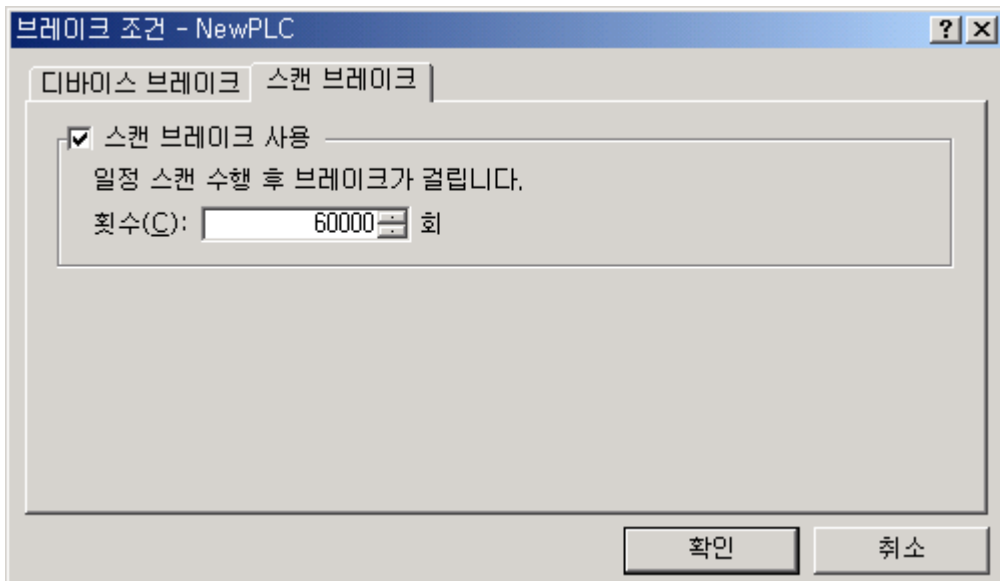 브레이크 조건 - NewPLC
디바이스 브레이크 스캔 브레이크
스캔 브레이크 사용
일정 스캔 수행 후 브레이크가 걸립니다.
횟수(C): 60000 회
확인 취소